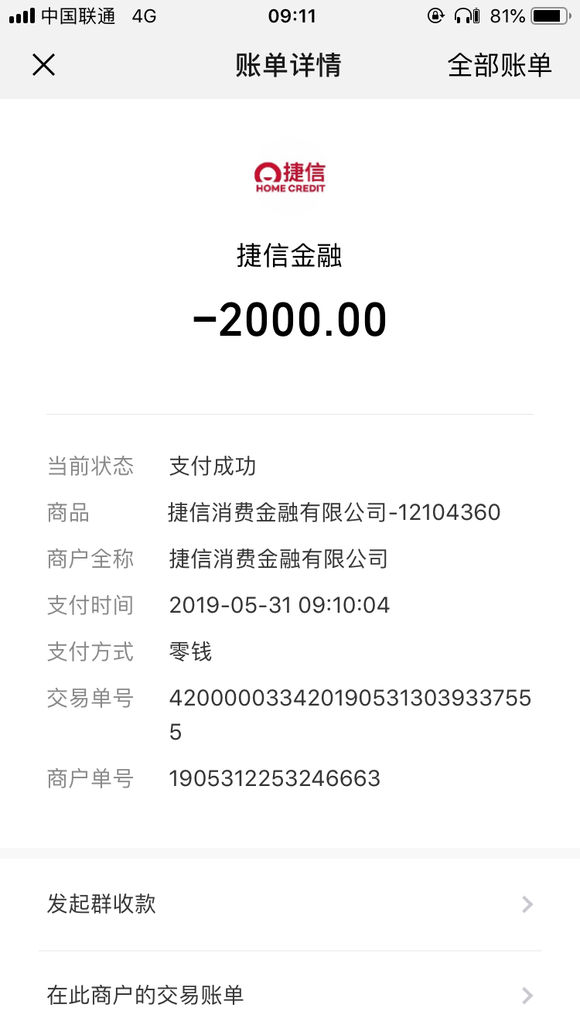 中国联通 4G 09:11 81%
账单详情 全部账单
捷信
HOME CREDIT
捷信金融
-2000.00
当前状态 支付成功
商品 捷信消费金融有限公司-12104360
商户全称 捷信消费金融有限公司
支付时间 2019-05-31 09:10:04
支付方式 零钱
交易单号 420000033420190531303933755
5
商户单号 1905312253246663
发起群收款
在此商户的交易账单